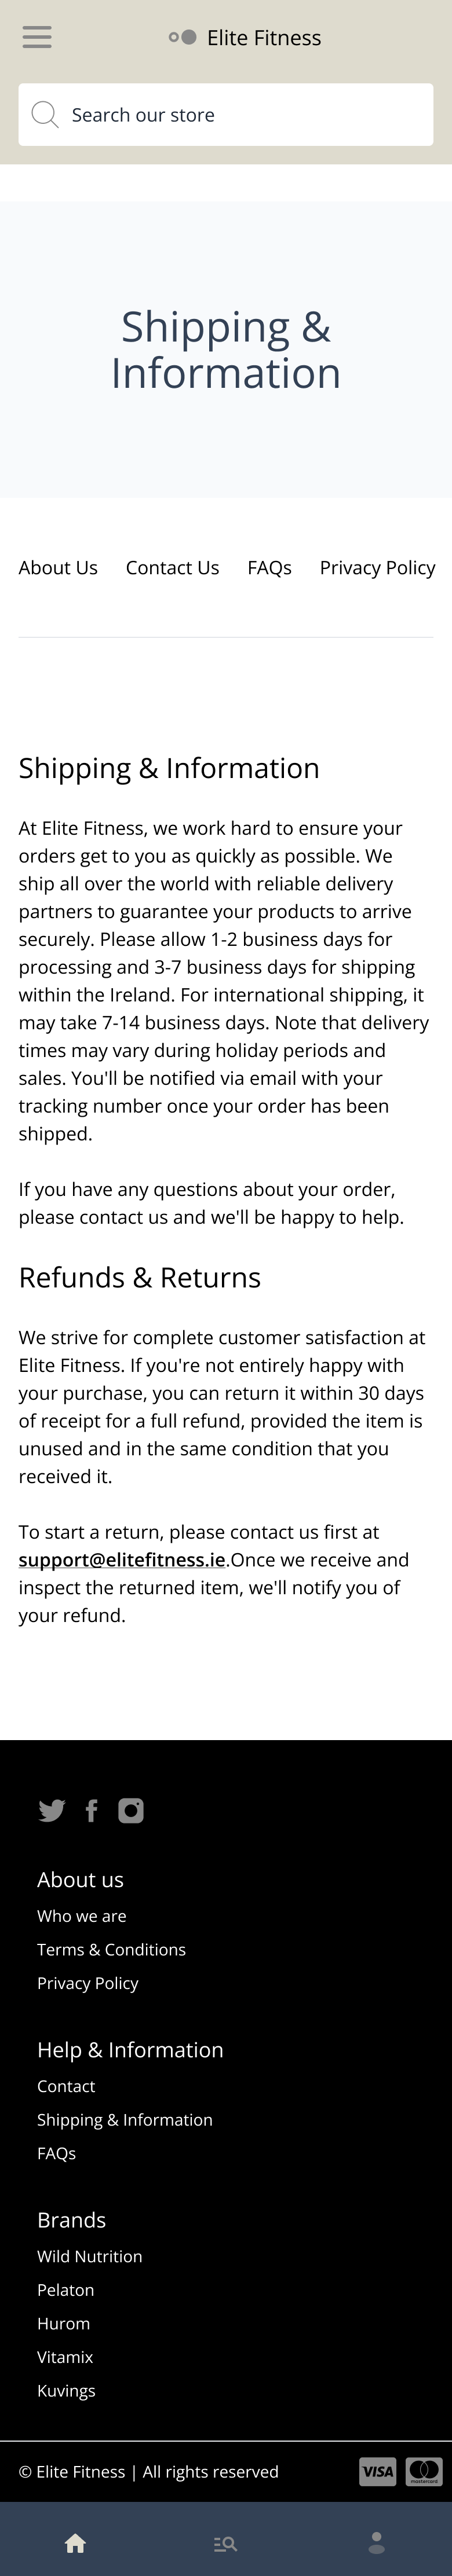 Elite Fitness
Search our store
Shipping &
Information
About Us Contact Us FAQs Privacy Policy
Shipping & Information
At Elite Fitness, we work hard to ensure your
orders get to you as quickly as possible. We
ship all over the world with reliable delivery
partners to guarantee your products to arrive
securely. Please allow 1-2 business days for
processing and 3-7 business days for shipping
within the Ireland. For international shipping, it
may take 7-14 business days. Note that delivery
times may vary during holiday periods and
sales. You'll be notified via email with your
tracking number once your order has been
shipped.
If you have any questions about your order,
please contact us and we'll be happy to help.
Refunds & Returns
We strive for complete customer satisfaction at
Elite Fitness. If you're not entirely happy with
your purchase, you can return it within 30 days
of receipt for a full refund, provided the item is
unused and in the same condition that you
received it.
To start a return, please contact us first at
support@elitefitness.ie.Once we receive and
inspect the returned item, we'll notify you of
your refund.
About us
Who we are
Terms & Conditions
Privacy Policy
Help & Information
Contact
Shipping & Information
FAQs
Brands
Wild Nutrition
Pelaton
Hurom
Vitamix
Kuvings
© Elite Fitness | All rights reserved VISA mastercard